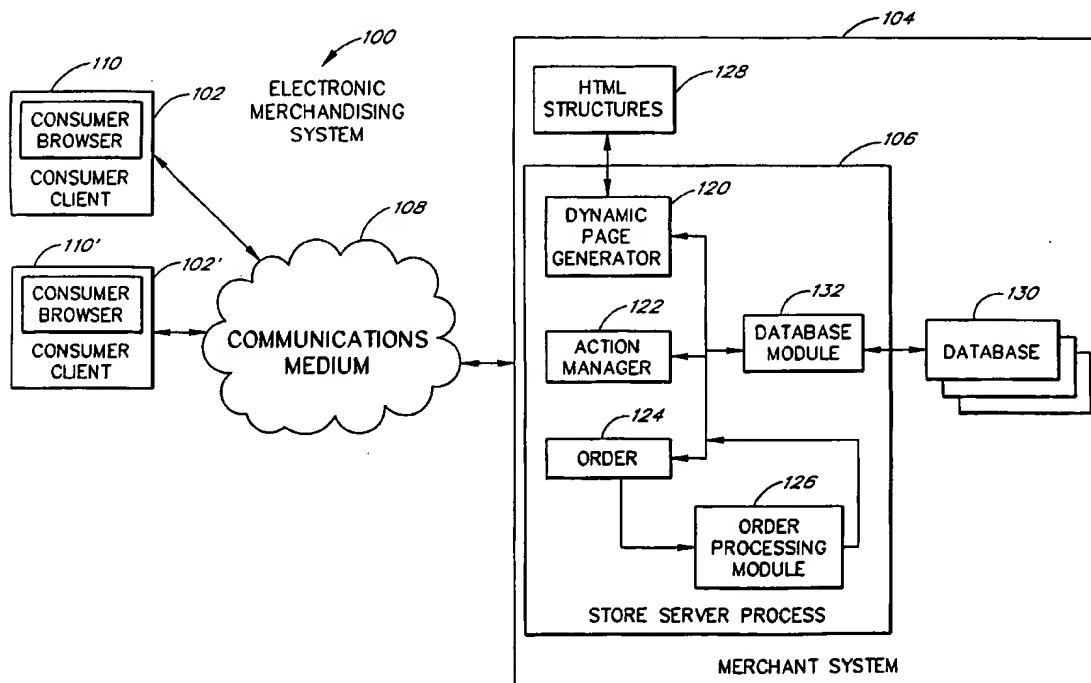 100
ELECTRONIC
MERCHANDISING
SYSTEM
104
110
102
CONSUMER
BROWSER
CONSUMER
CLIENT
110'
102'
CONSUMER
BROWSER
CONSUMER
CLIENT
108
COMMUNICATIONS
MEDIUM
128
HTML
STRUCTURES
106
120
DYNAMIC
PAGE
GENERATOR
122
ACTION
MANAGER
132
DATABASE
MODULE
130
DATABASE
124
ORDER
126
ORDER
PROCESSING
MODULE
STORE SERVER PROCESS
MERCHANT SYSTEM